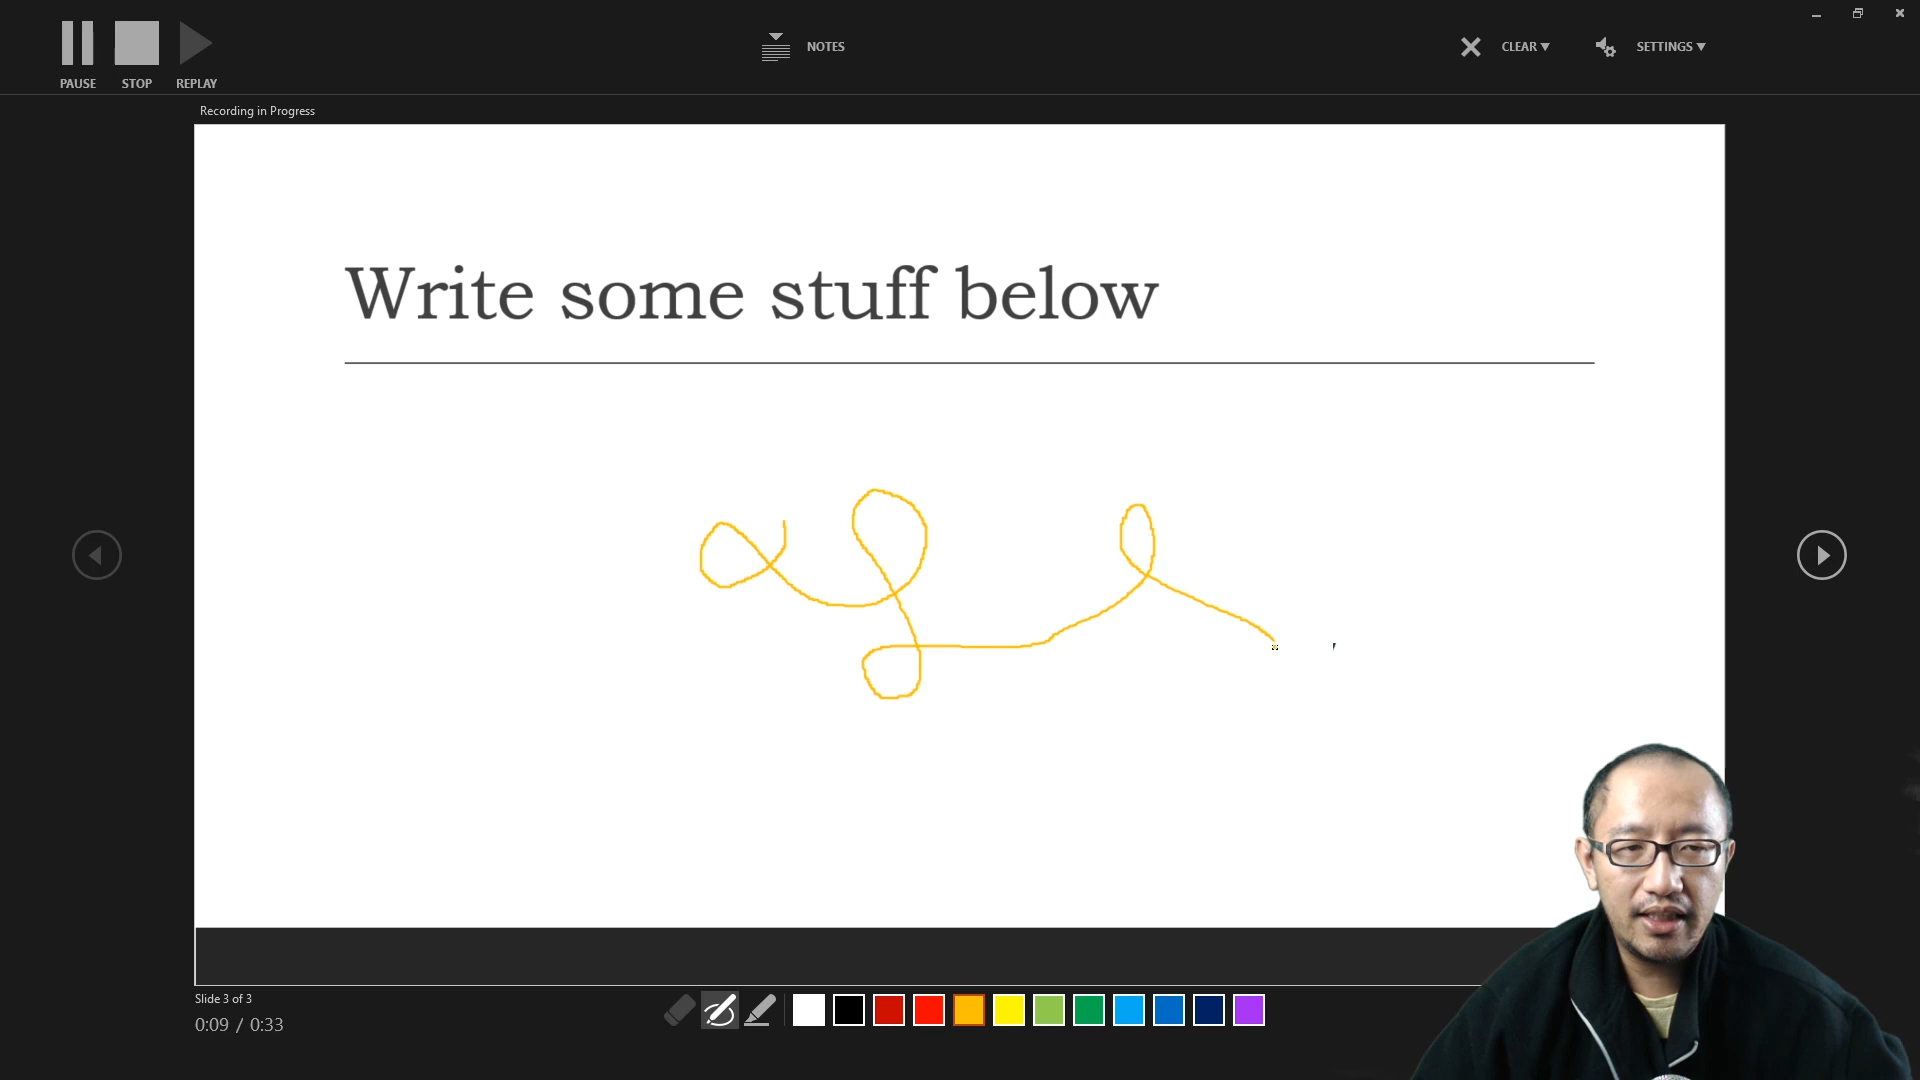 PAUSE STOP REPLAY
NOTES
CLEAR
SETTINGS
Recording in Progress
Write some stuff below
Slide 3 of 3
0:09 / 0:33